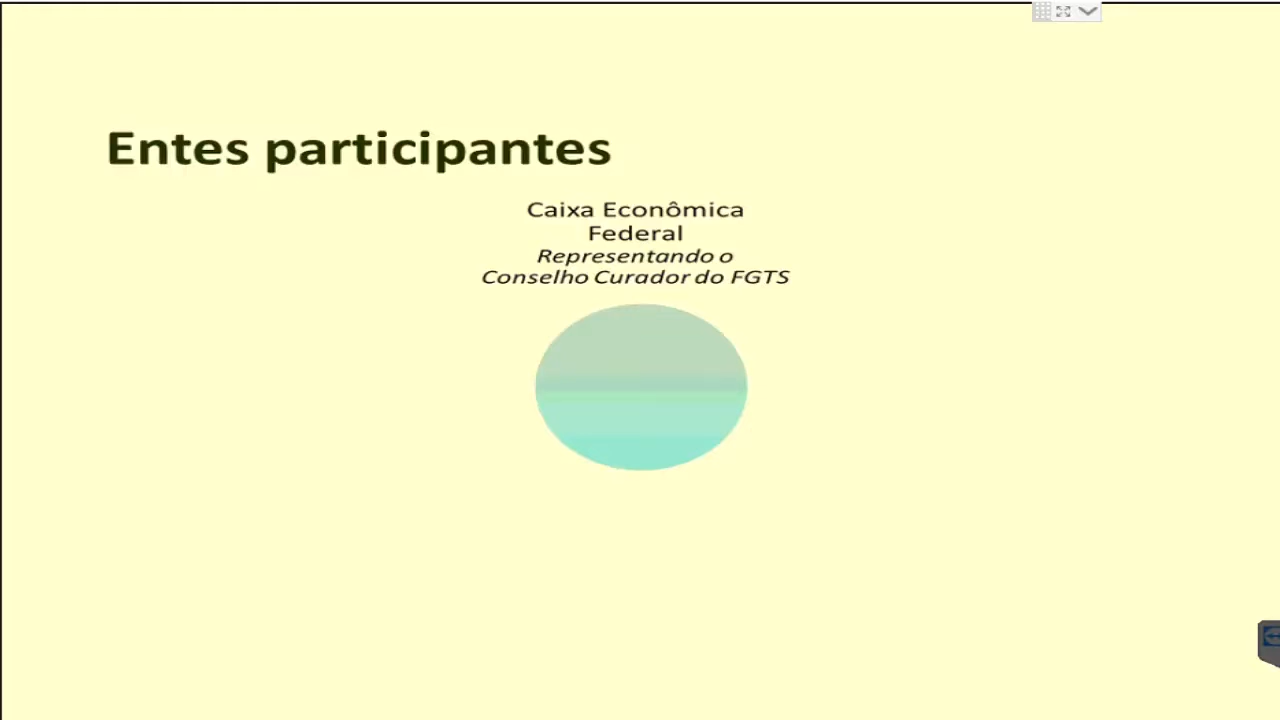 Entes participantes
Caixa Econômica
Federal
Representando o
Conselho Curador do FGTS